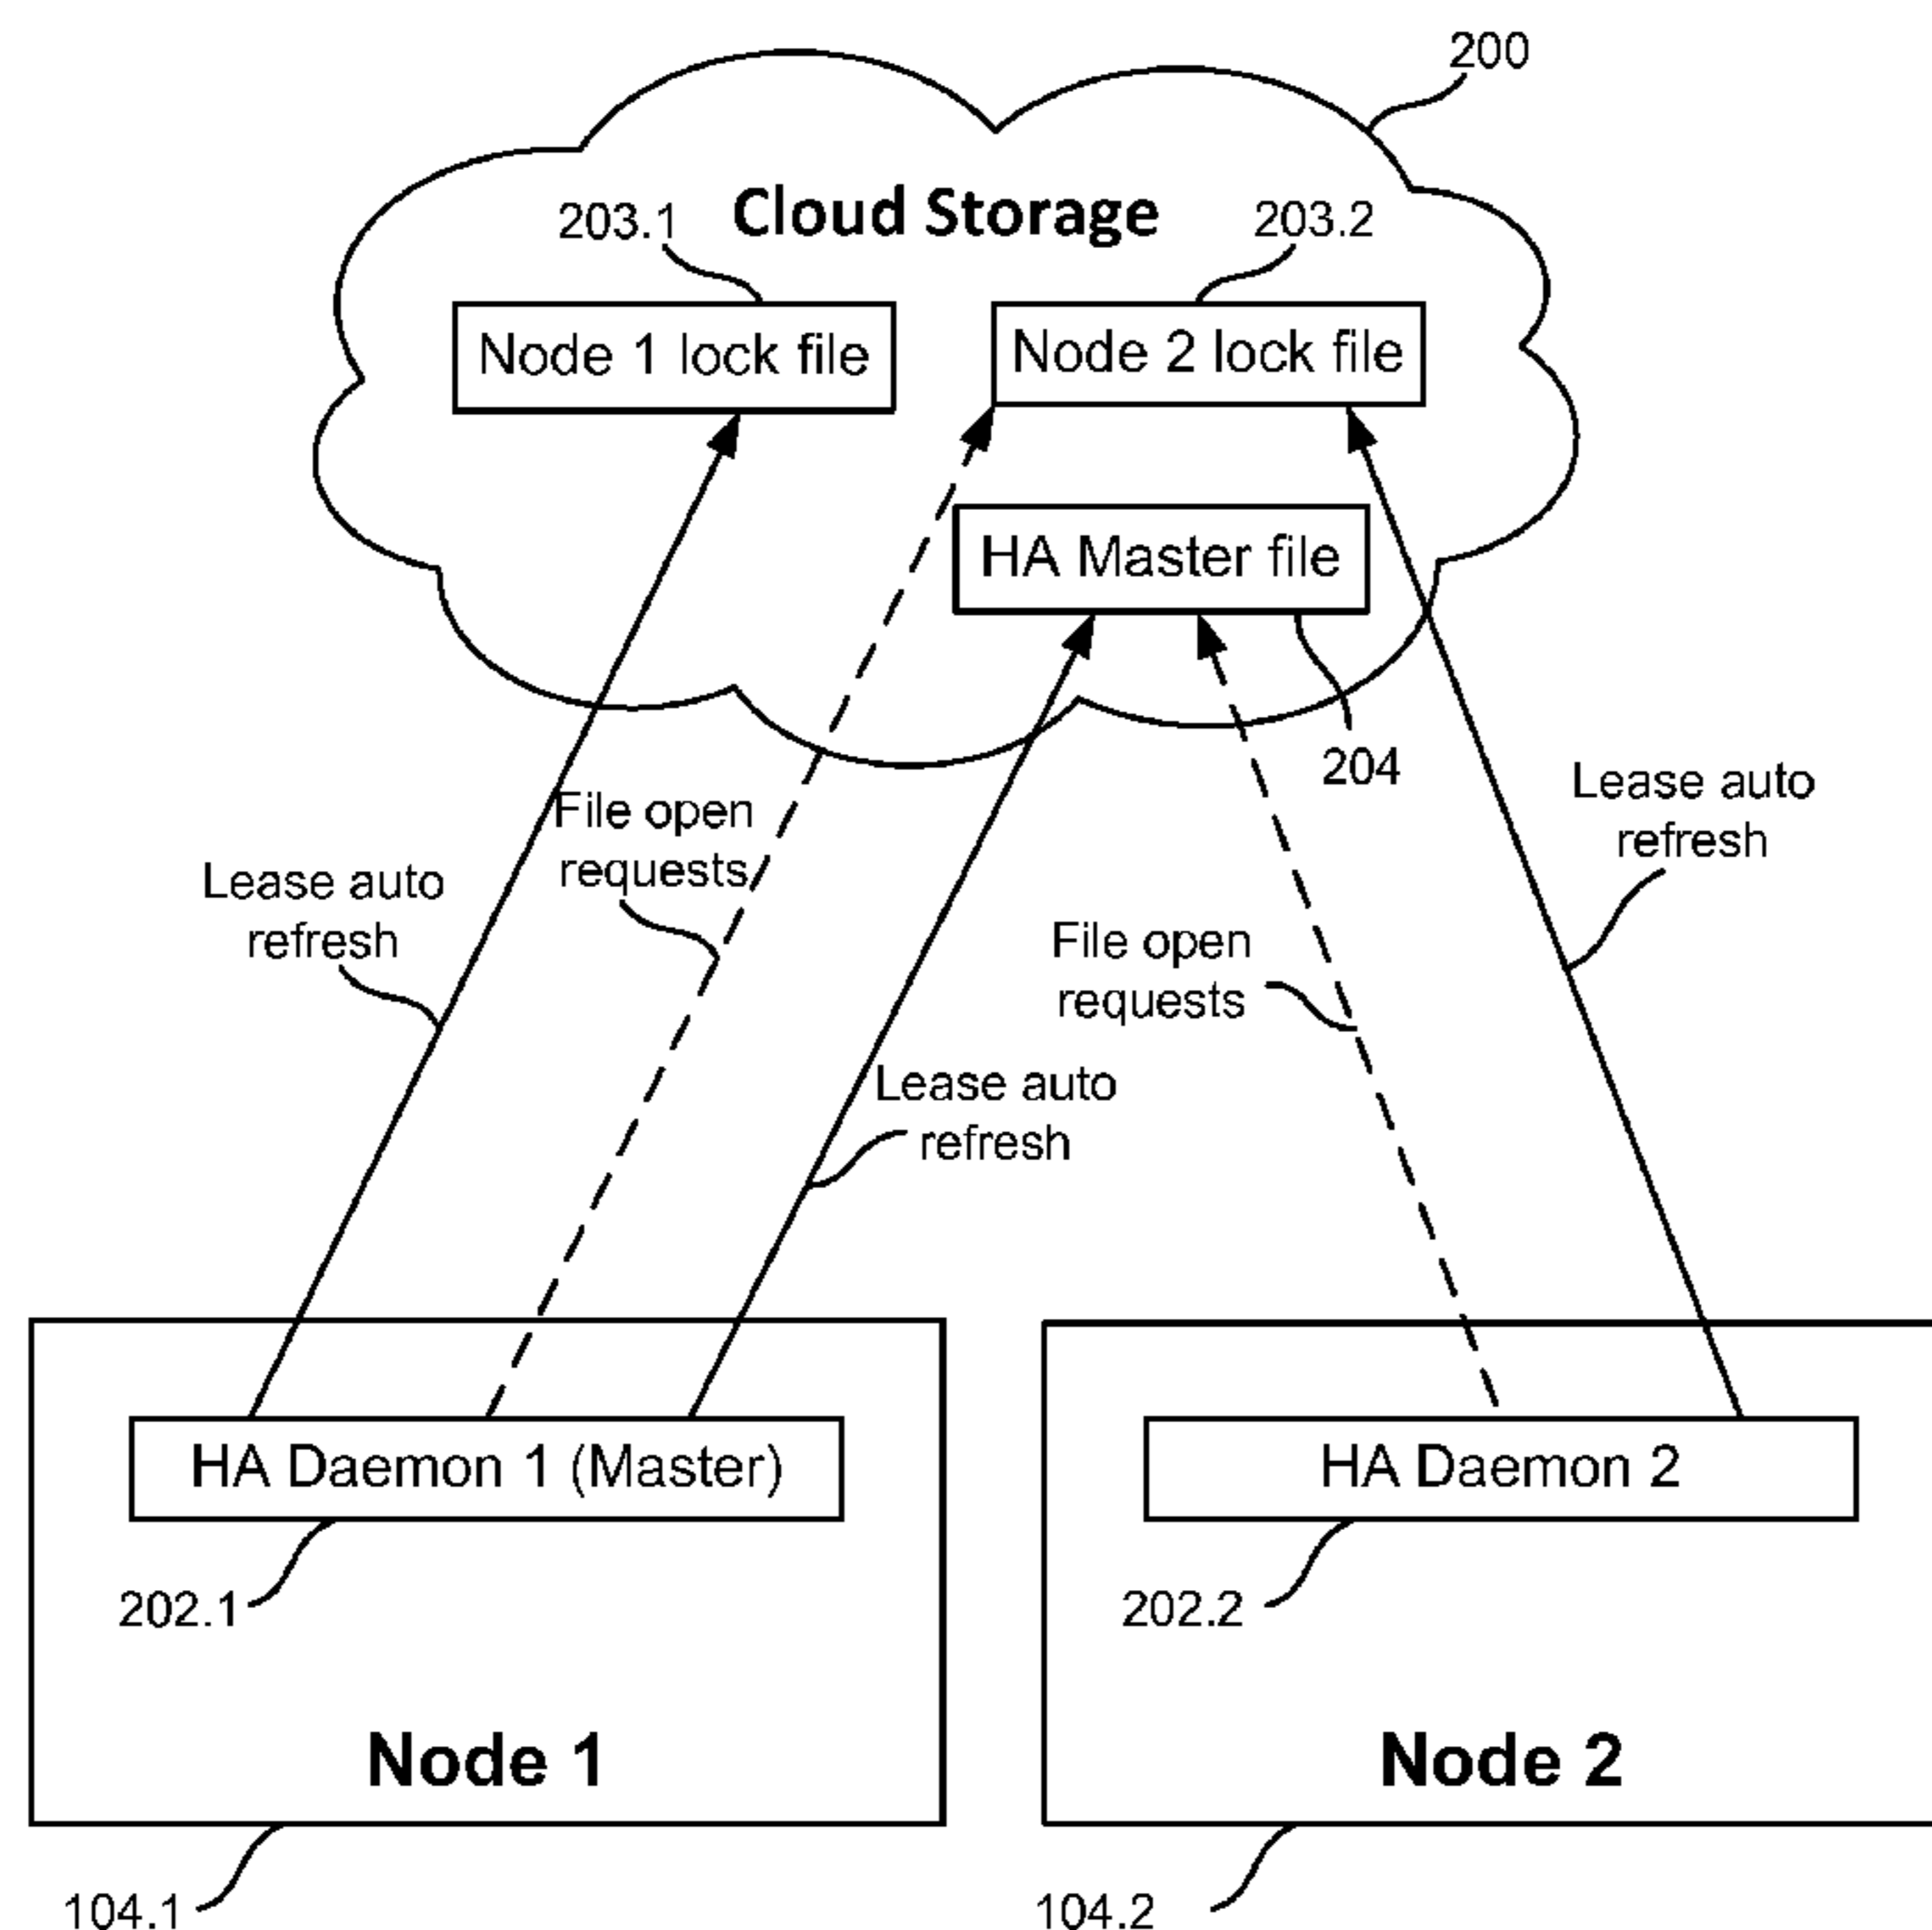 200
Cloud Storage
203.1
203.2
Node 1 lock file
Node 2 lock file
HA Master file
204
Lease auto
refresh
File open
requests
Lease auto
refresh
File open
requests
Lease auto
refresh
HA Daemon 1 (Master)
HA Daemon 2
202.1
202.2
Node 1
Node 2
104.1
104.2